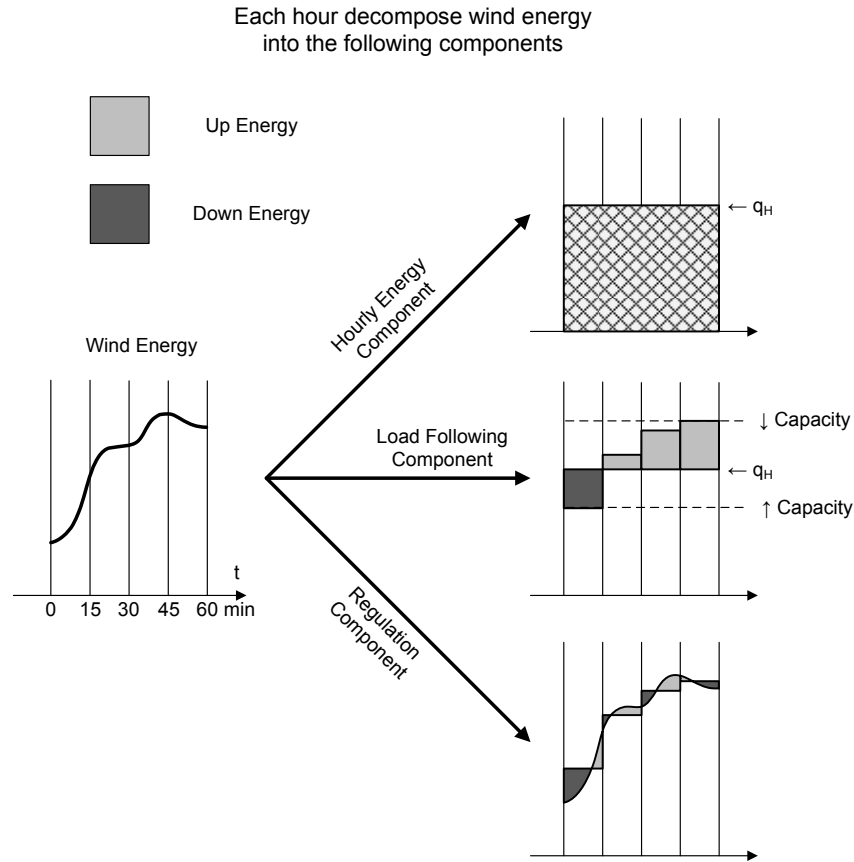 Each hour decompose wind energy
into the following components
Up Energy
Down Energy
Wind Energy
t
0 15 30 45 60 min
Hourly Energy
Component
Load Following
Component
Regulation
Component
← qH
↓ Capacity
← qH
↑ Capacity